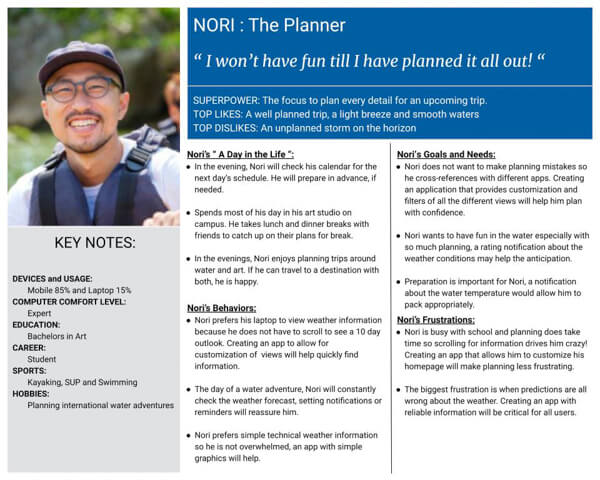 NORI : The Planner
“ I won’t have fun till I have planned it all out! “
SUPERPOWER: The focus to plan every detail for an upcoming trip.
TOP LIKES: A well planned trip, a light breeze and smooth waters
TOP DISLIKES: An unplanned storm on the horizon
KEY NOTES:
DEVICES and USAGE:
Mobile 85% and Laptop 15%
COMPUTER COMFORT LEVEL:
Expert
EDUCATION:
Bachelors in Art
CAREER:
Student
SPORTS:
Kayaking, SUP and Swimming
HOBBIES:
Planning international water adventures
Nori’s “ A Day in the Life “:
● In the evening, Nori will check his calendar for the
next day’s schedule. He will prepare in advance, if
needed.
● Spends most of his day in his art studio on
campus. He takes lunch and dinner breaks with
friends to catch up on their plans for break.
● In the evenings, Nori enjoys planning trips around
water and art. If he can travel to a destination with
both, he is happy.
Nori’s Behaviors:
● Nori prefers his laptop to view weather information
because he does not have to scroll to see a 10 day
outlook. Creating an app to allow for
customization of  views will help quickly find
information.
● The day of a water adventure, Nori will constantly
check the weather forecast, setting notifications or
reminders will reassure him.
● Nori prefers simple technical weather information
so he is not overwhelmed, an app with simple
graphics will help.
Nori’s Goals and Needs:
● Nori does not want to make planning mistakes so
he cross-references with different apps. Creating
an application that provides customization and
filters of all the different views will help him plan
with confidence.
● Nori wants to have fun in the water especially with
so much planning, a rating notification about the
weather conditions may help the anticipation.
● Preparation is important for Nori, a notification
about the water temperature would allow him to
pack appropriately.
Nori’s Frustrations:
● Nori is busy with school and planning does take
time so scrolling for information drives him crazy!
Creating an app that allows him to customize his
homepage will make planning less frustrating.
● The biggest frustration is when predictions are all
wrong about the weather. Creating an app with
reliable information will be critical for all users.